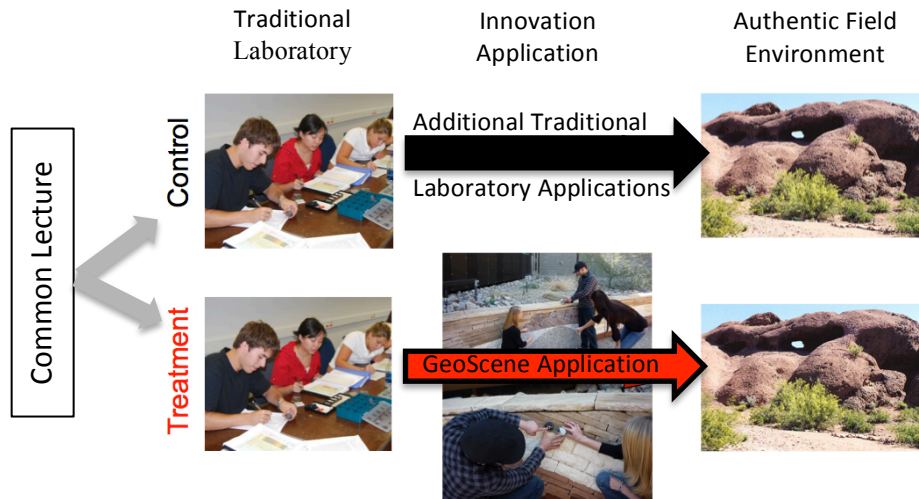 Traditional
Laboratory
Innovation
Application
Authentic Field
Environment
Common Lecture
Control
Additional Traditional
Laboratory Applications
Treatment
GeoScene Application